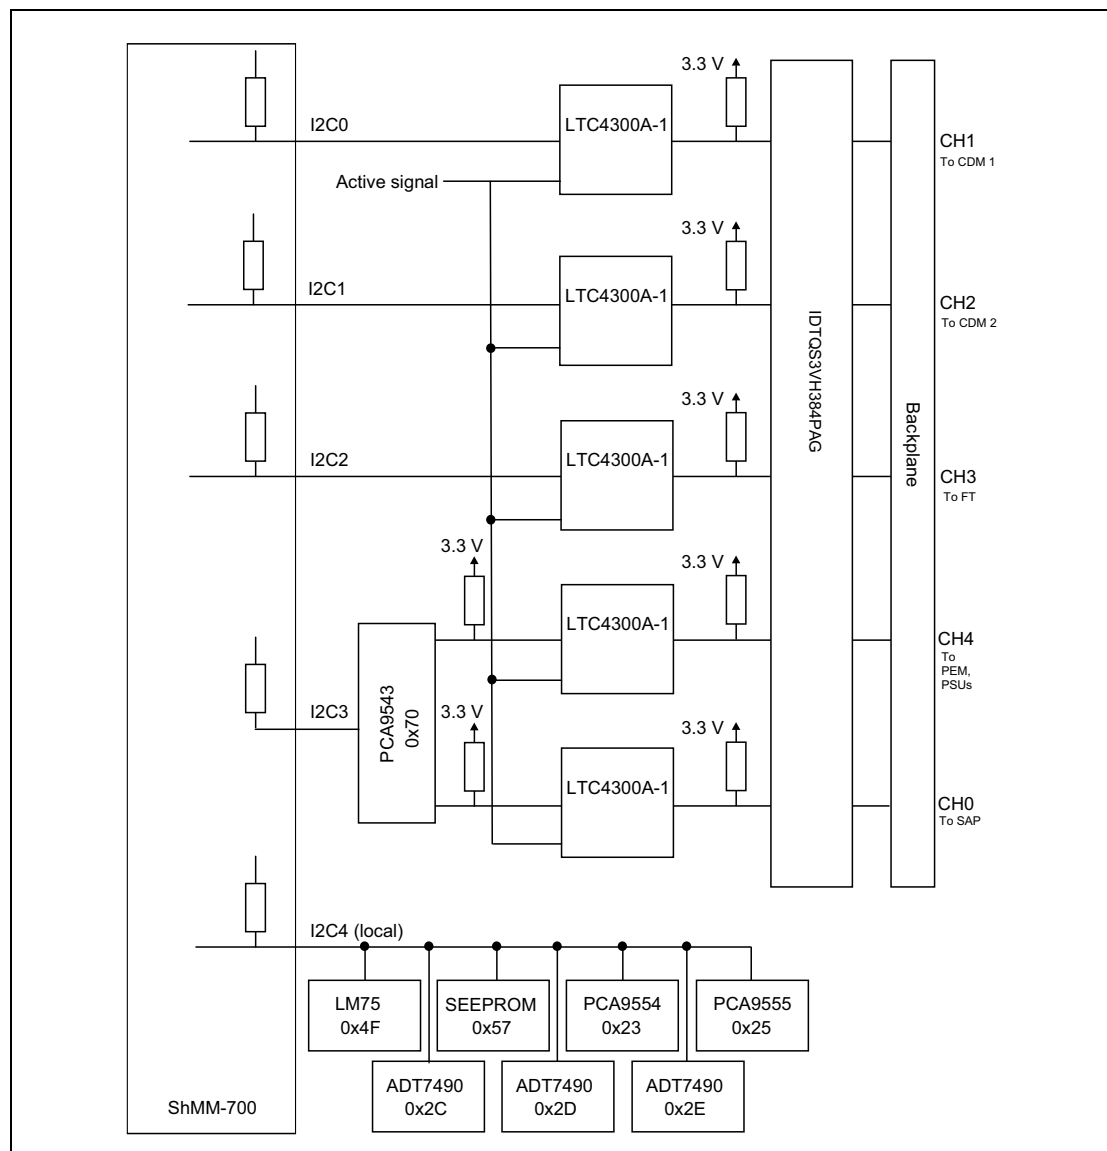 3.3 V
I2C0
LTC4300A-1
CH1
To CDM 1
Active signal
3.3 V
I2C1
LTC4300A-1
CH2
To CDM 2
IDTQS3VH384PAG
Backplane
3.3 V
I2C2
LTC4300A-1
CH3
To FT
3.3 V
3.3 V
LTC4300A-1
CH4
To
PEM,
PSUs
I2C3
PCA9543
0x70
3.3 V
3.3 V
LTC4300A-1
CH0
To SAP
I2C4 (local)
LM75
0x4F
SEEPROM
0x57
PCA9554
0x23
PCA9555
0x25
ADT7490
0x2C
ADT7490
0x2D
ADT7490
0x2E
ShMM-700